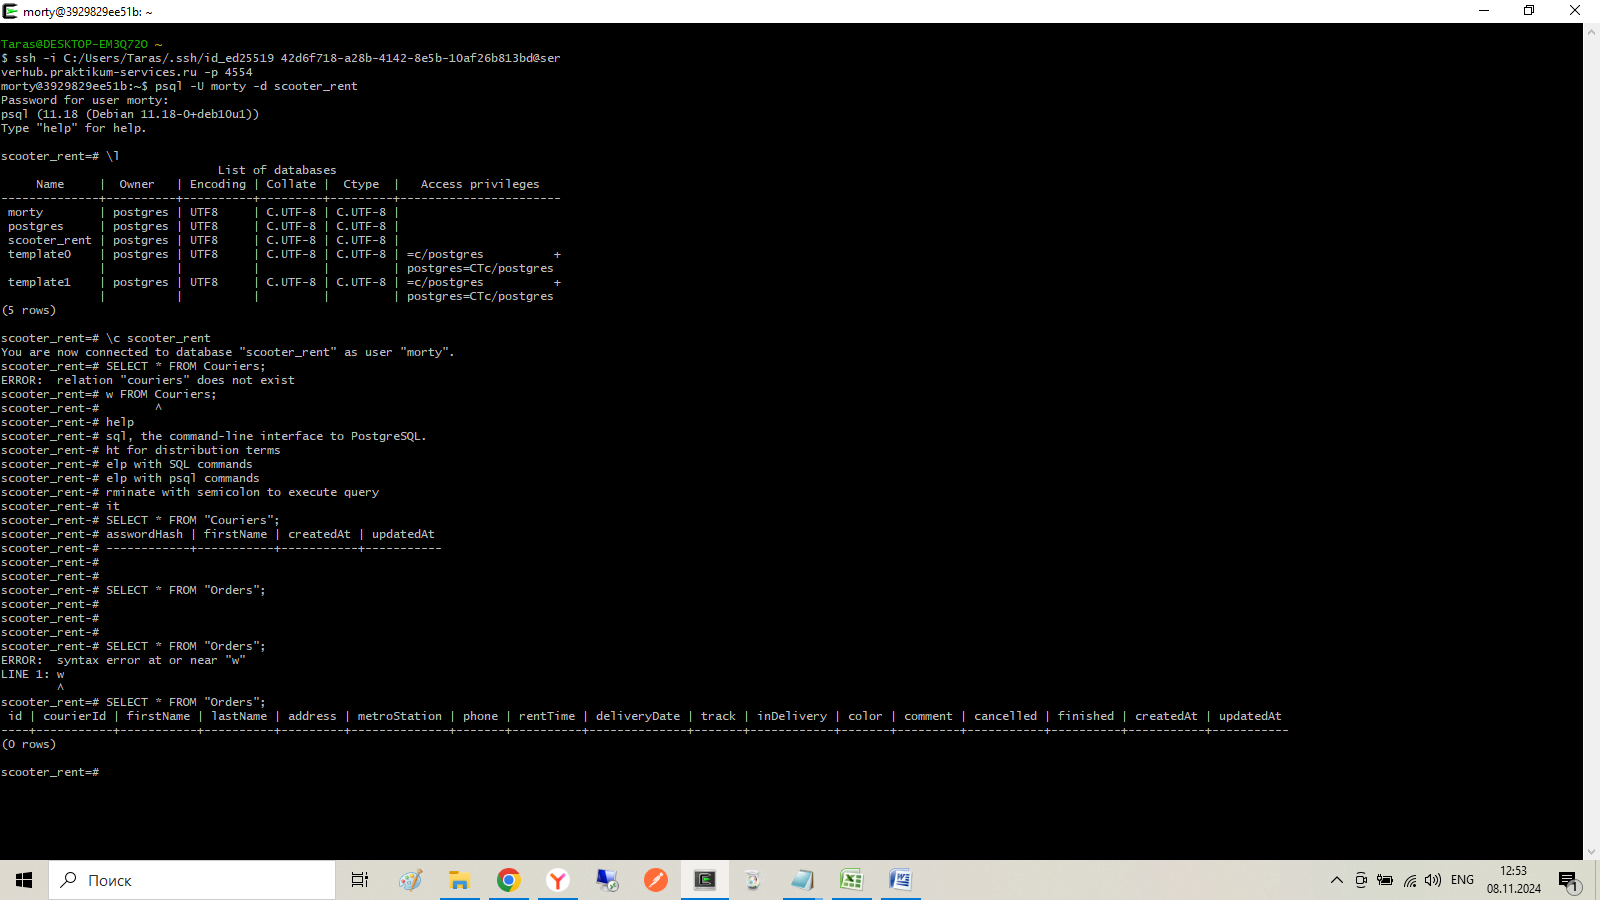 morty@3929829ee51b: ~
Taras@DESKTOP-EM3Q72O ~
$ ssh -i C:/Users/Taras/.ssh/id_ed25519 42d6f718-a28b-4142-8e5b-10af26b813bd@ser
verhub.praktikum-services.ru -p 4554
morty@3929829ee51b:~$ psql -U morty -d scooter_rent
Password for user morty:
psql (11.18 (Debian 11.18-0+deb10u1))
Type "help" for help.
scooter_rent=# \l
List of databases
Name | Owner | Encoding | Collate | Ctype | Access privileges
--------------+----------+----------+---------+---------+-----------------------
morty | postgres | UTF8 | C.UTF-8 | C.UTF-8 |
postgres | postgres | UTF8 | C.UTF-8 | C.UTF-8 |
scooter_rent | postgres | UTF8 | C.UTF-8 | C.UTF-8 |
template0 | postgres | UTF8 | C.UTF-8 | C.UTF-8 | =c/postgres +
| | | | | postgres=CTc/postgres
template1 | postgres | UTF8 | C.UTF-8 | C.UTF-8 | =c/postgres +
| | | | | postgres=CTc/postgres
(5 rows)
scooter_rent=# \c scooter_rent
You are now connected to database "scooter_rent" as user "morty".
scooter_rent=# SELECT * FROM Couriers;
ERROR:  relation "couriers" does not exist
scooter_rent=# w FROM Couriers;
scooter_rent-#        ^
scooter_rent-# help
scooter_rent-# sql, the command-line interface to PostgreSQL.
scooter_rent-# ht for distribution terms
scooter_rent-# elp with SQL commands
scooter_rent-# elp with psql commands
scooter_rent-# rminate with semicolon to execute query
scooter_rent-# it
scooter_rent-# SELECT * FROM "Couriers";
scooter_rent-# asswordHash | firstName | createdAt | updatedAt
scooter_rent-# ------------+-----------+-----------+-----------
scooter_rent-#
scooter_rent-#
scooter_rent-# SELECT * FROM "Orders";
scooter_rent-#
scooter_rent-#
scooter_rent-#
scooter_rent-# SELECT * FROM "Orders";
ERROR:  syntax error at or near "w"
LINE 1: w
^
scooter_rent=# SELECT * FROM "Orders";
id | courierId | firstName | lastName | address | metroStation | phone | rentTime | deliveryDate | track | inDelivery | color | comment | cancelled | finished | createdAt | updatedAt
----+-----------+-----------+----------+---------+--------------+-------+----------+--------------+-------+------------+-------+---------+-----------+----------+-----------+-----------
(0 rows)
scooter_rent=#
Поиск
ENG
12:53
08.11.2024
1